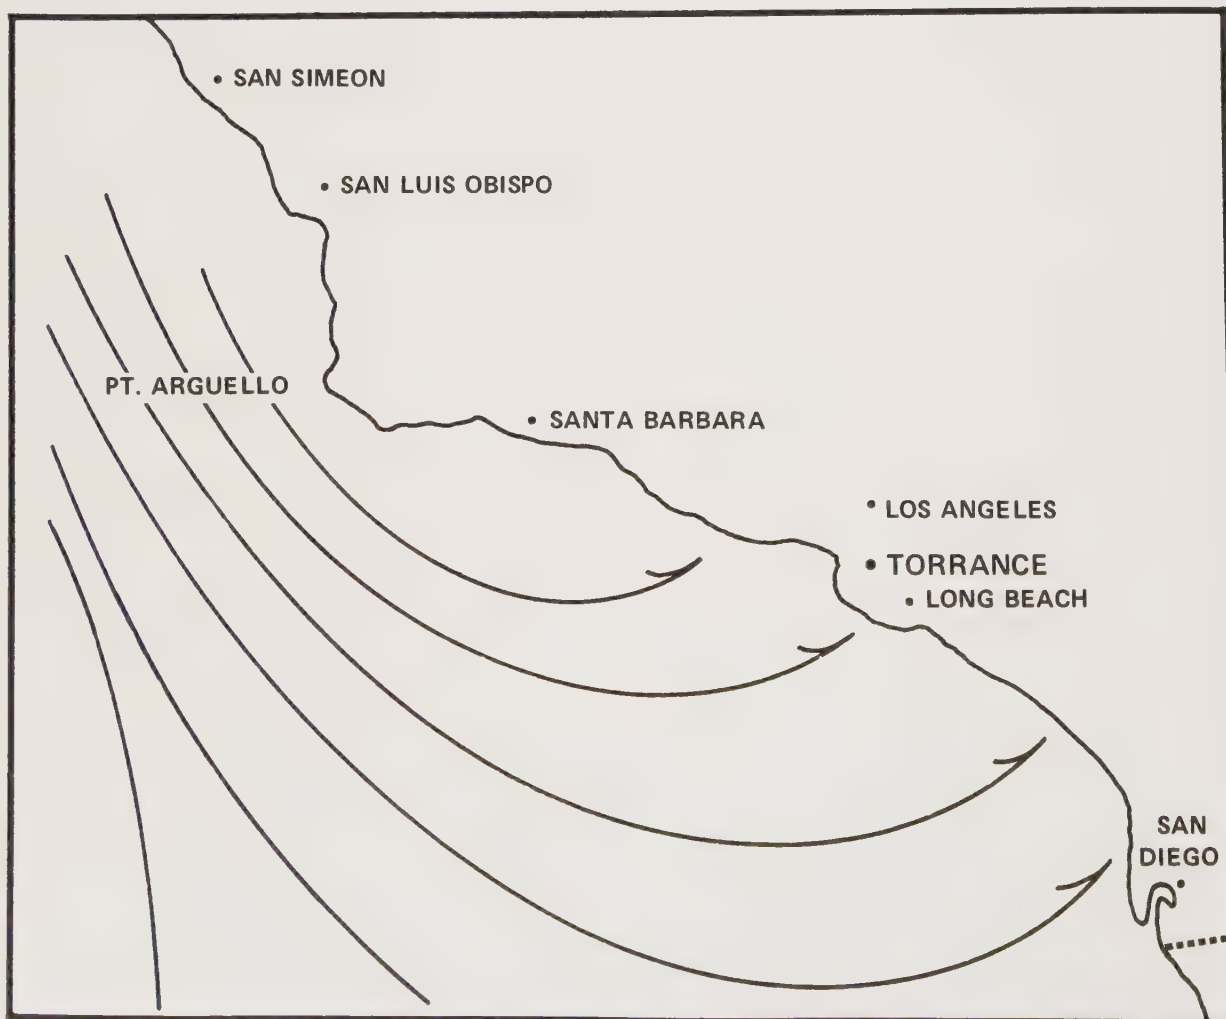 SAN SIMEON
SAN LUIS OBISPO
PT. ARGUELLO
SANTA BARBARA
LOS ANGELES
TORRANCE
LONG BEACH
SAN
DIEGO